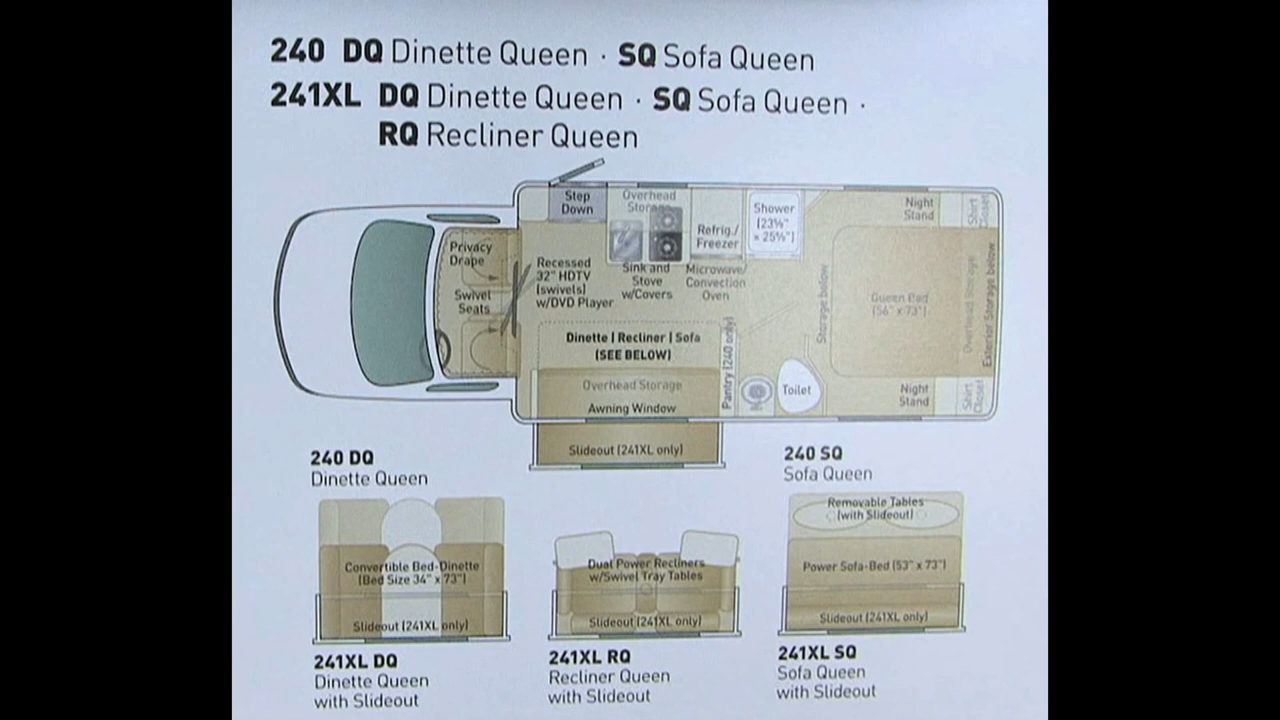 240 DQ Dinette Queen · SQ Sofa Queen
241XL DQ Dinette Queen · SQ Sofa Queen ·
RQ Recliner Queen
Step
Down
Overhead
Storage
Refrig./
Freezer
Shower
(23⅝"
× 25⅝")
Night
Stand
Shirt
Closet
Privacy
Drape
Swivel
Seats
Recessed
32" HDTV
(swivels)
w/DVD Player
Sink and
Stove
w/Covers
Microwave/
Convection
Oven
Storage below
Queen Bed
(56" x 73")
Overhead Storage
Exterior Storage below
Dinette | Recliner | Sofa
(SEE BELOW)
Overhead Storage
Awning Window
Slideout (241XL only)
Pantry (240 only)
Toilet
Night
Stand
Shirt
Closet
240 DQ
Dinette Queen
Convertible Bed-Dinette
(Bed Size 34" x 73")
Slideout (241XL only)
241XL DQ
Dinette Queen
with Slideout
Dual Power Recliners
w/Swivel Tray Tables
Slideout (241XL only)
241XL RQ
Recliner Queen
with Slideout
240 SQ
Sofa Queen
Removable Tables
(with Slideout)
Power Sofa-Bed (53" x 73")
Slideout (241XL only)
241XL SQ
Sofa Queen
with Slideout